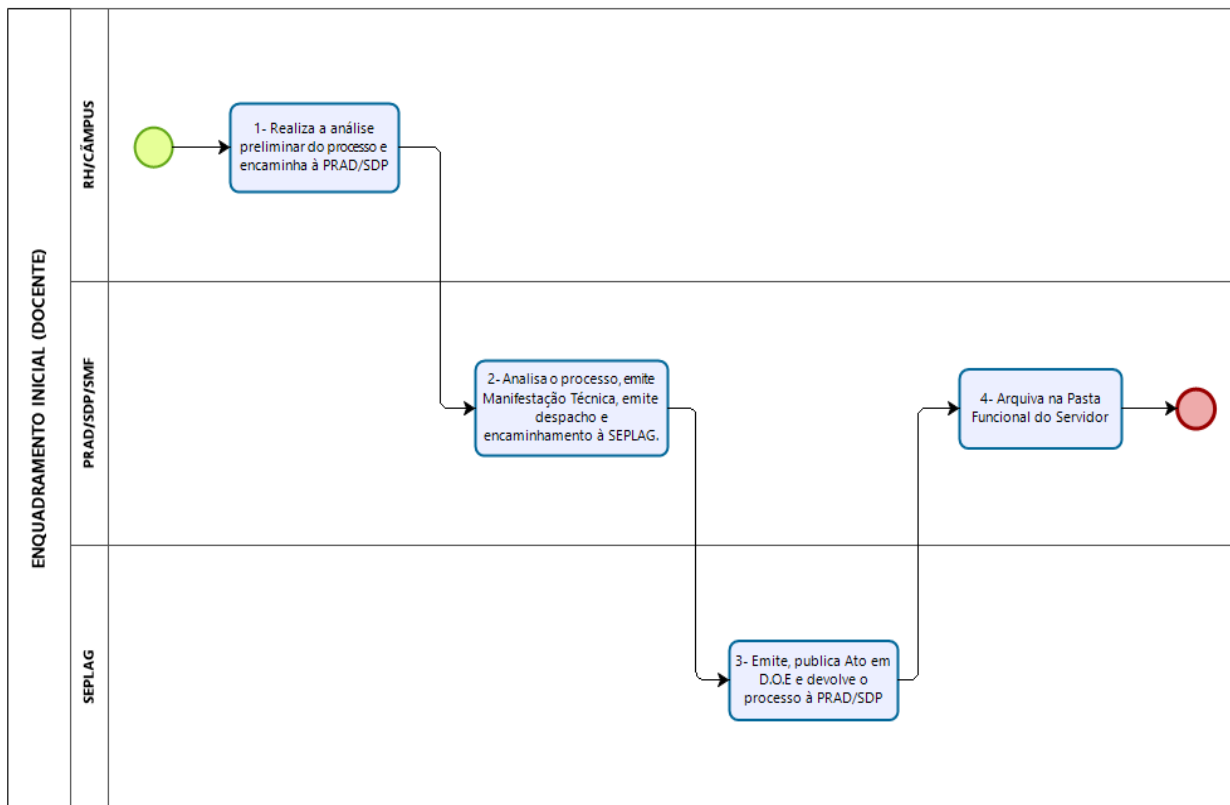 ENQUADRAMENTO INICIAL (DOCENTE)
RH/CÂMPUS
1- Realiza a análise
preliminar do processo e
encaminha à PRAD/SDP
PRAD/SDP/SMF
2- Analisa o processo, emite
Manifestação Técnica, emite
despacho e
encaminhamento à SEPLAG.
4- Arquiva na Pasta
Funcional do Servidor
SEPLAG
3- Emite, publica Ato em
D.O.E e devolve o
processo à PRAD/SDP